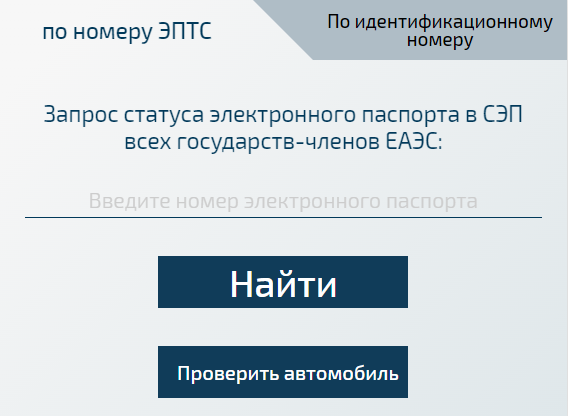 по номеру ЭПТС
По идентификационному
номеру
Запрос статуса электронного паспорта в СЭП
всех государств-членов ЕАЭС:
Введите номер электронного паспорта
Найти
Проверить автомобиль